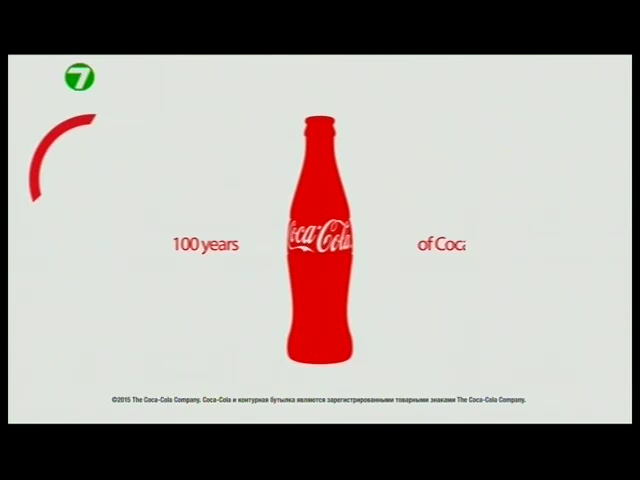 7
100 years
Coca-Cola
of Coca
©2015 The Coca-Cola Company. Coca-Cola и контурная бутылка являются зарегистрированными товарными знаками The Coca-Cola Company.